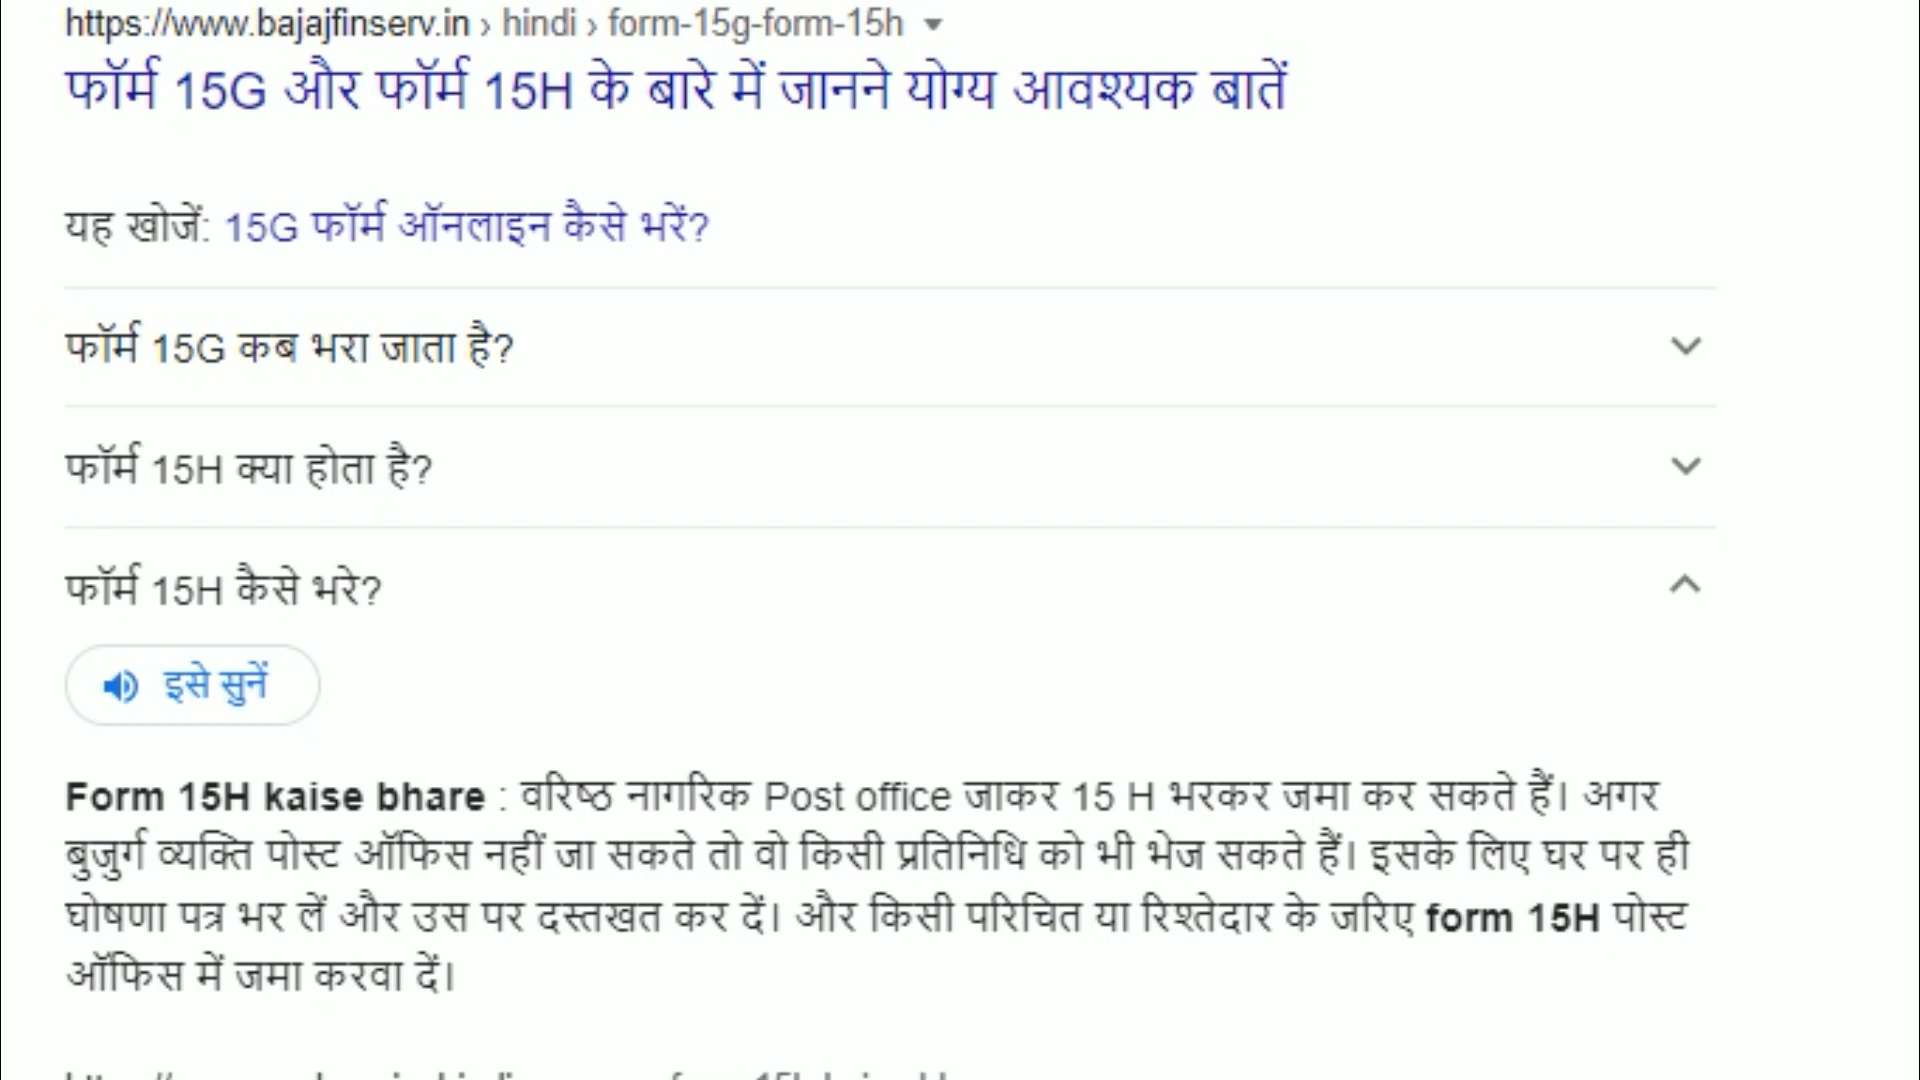 https://www.bajajfinserv.in › hindi › form-15g-form-15h
फॉर्म 15G और फॉर्म 15H के बारे में जानने योग्य आवश्यक बातें
यह खोजें: 15G फॉर्म ऑनलाइन कैसे भरें?
फॉर्म 15G कब भरा जाता है?
फॉर्म 15H क्या होता है?
फॉर्म 15H कैसे भरे?
इसे सुनें
Form 15H kaise bhare : वरिष्ठ नागरिक Post office जाकर 15 H भरकर जमा कर सकते हैं। अगर
बुजुर्ग व्यक्ति पोस्ट ऑफिस नहीं जा सकते तो वो किसी प्रतिनिधि को भी भेज सकते हैं। इसके लिए घर पर ही
घोषणा पत्र भर लें और उस पर दस्तखत कर दें। और किसी परिचित या रिश्तेदार के जरिए form 15H पोस्ट
ऑफिस में जमा करवा दें।